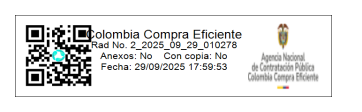 Colombia Compra Eficiente
Rad No. 2_2025_09_29_010278
Anexos: No Con copia: No
Fecha: 29/09/2025 17:59:53
Agencia Nacional
de Contratación Pública
Colombia Compra Eficiente